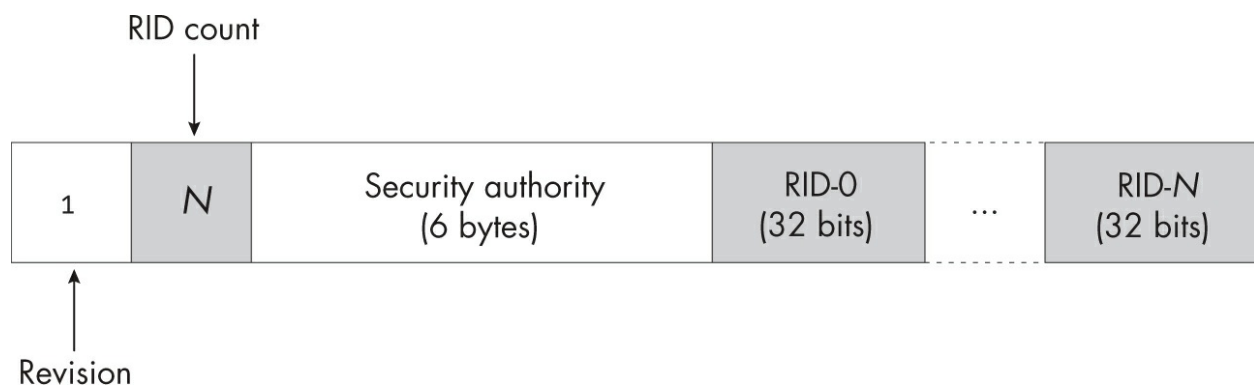 RID count
1
N
Security authority
(6 bytes)
RID-0
(32 bits)
...
RID-N
(32 bits)
Revision